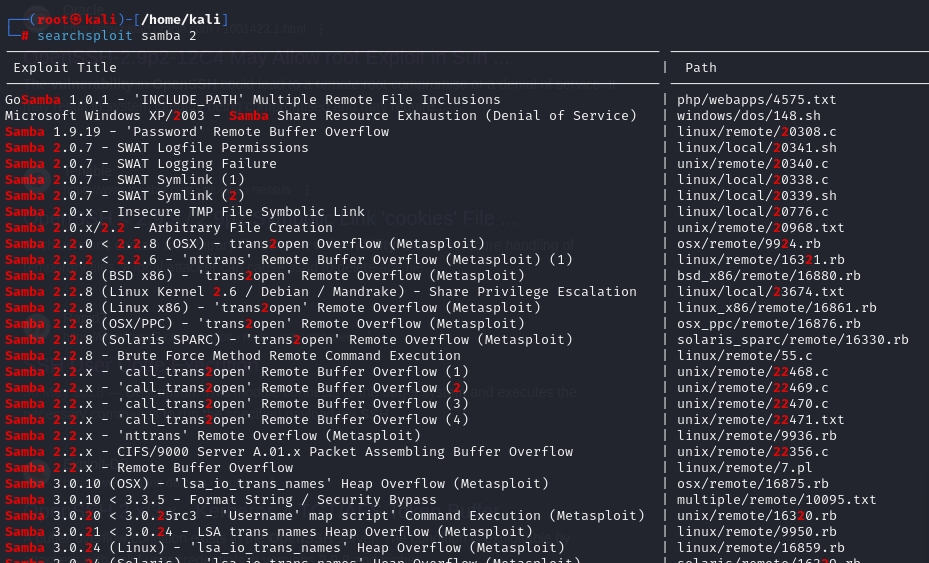 (root㉿kali)-[/home/kali]
# searchsploit samba 2
Exploit Title | Path
GoSamba 1.0.1 - 'INCLUDE_PATH' Multiple Remote File Inclusions | php/webapps/4575.txt
Microsoft Windows XP/2003 - Samba Share Resource Exhaustion (Denial of Service) | windows/dos/148.sh
Samba 1.9.19 - 'Password' Remote Buffer Overflow | linux/remote/20308.c
Samba 2.0.7 - SWAT Logfile Permissions | linux/local/20341.sh
Samba 2.0.7 - SWAT Logging Failure | unix/remote/20340.c
Samba 2.0.7 - SWAT Symlink (1) | linux/local/20338.c
Samba 2.0.7 - SWAT Symlink (2) | linux/local/20339.sh
Samba 2.0.x - Insecure TMP File Symbolic Link | linux/local/20776.c
Samba 2.0.x/2.2 - Arbitrary File Creation | unix/remote/20968.txt
Samba 2.2.0 < 2.2.8 (OSX) - trans2open Overflow (Metasploit) | osx/remote/9924.rb
Samba 2.2.2 < 2.2.6 - 'nttrans' Remote Buffer Overflow (Metasploit) (1) | linux/remote/16321.rb
Samba 2.2.8 (BSD x86) - 'trans2open' Remote Overflow (Metasploit) | bsd_x86/remote/16880.rb
Samba 2.2.8 (Linux Kernel 2.6 / Debian / Mandrake) - Share Privilege Escalation | linux/local/23674.txt
Samba 2.2.8 (Linux x86) - 'trans2open' Remote Overflow (Metasploit) | linux_x86/remote/16861.rb
Samba 2.2.8 (OSX/PPC) - 'trans2open' Remote Overflow (Metasploit) | osx_ppc/remote/16876.rb
Samba 2.2.8 (Solaris SPARC) - 'trans2open' Remote Overflow (Metasploit) | solaris_sparc/remote/16330.rb
Samba 2.2.8 - Brute Force Method Remote Command Execution | linux/remote/55.c
Samba 2.2.x - 'call_trans2open' Remote Buffer Overflow (1) | unix/remote/22468.c
Samba 2.2.x - 'call_trans2open' Remote Buffer Overflow (2) | unix/remote/22469.c
Samba 2.2.x - 'call_trans2open' Remote Buffer Overflow (3) | unix/remote/22470.c
Samba 2.2.x - 'call_trans2open' Remote Buffer Overflow (4) | unix/remote/22471.txt
Samba 2.2.x - 'nttrans' Remote Overflow (Metasploit) | linux/remote/9936.rb
Samba 2.2.x - CIFS/9000 Server A.01.x Packet Assembling Buffer Overflow | unix/remote/22356.c
Samba 2.2.x - Remote Buffer Overflow | linux/remote/7.pl
Samba 3.0.10 (OSX) - 'lsa_io_trans_names' Heap Overflow (Metasploit) | osx/remote/16875.rb
Samba 3.0.10 < 3.3.5 - Format String / Security Bypass | multiple/remote/10095.txt
Samba 3.0.20 < 3.0.25rc3 - 'Username' map script' Command Execution (Metasploit) | unix/remote/16320.rb
Samba 3.0.21 < 3.0.24 - LSA trans names Heap Overflow (Metasploit) | linux/remote/9950.rb
Samba 3.0.24 (Linux) - 'lsa_io_trans_names' Heap Overflow (Metasploit) | linux/remote/16859.rb
Samba 3.0.24 (Solaris) - 'lsa_io_trans_names' Heap Overflow (Metasploit) | solaris/remote/16329.rb